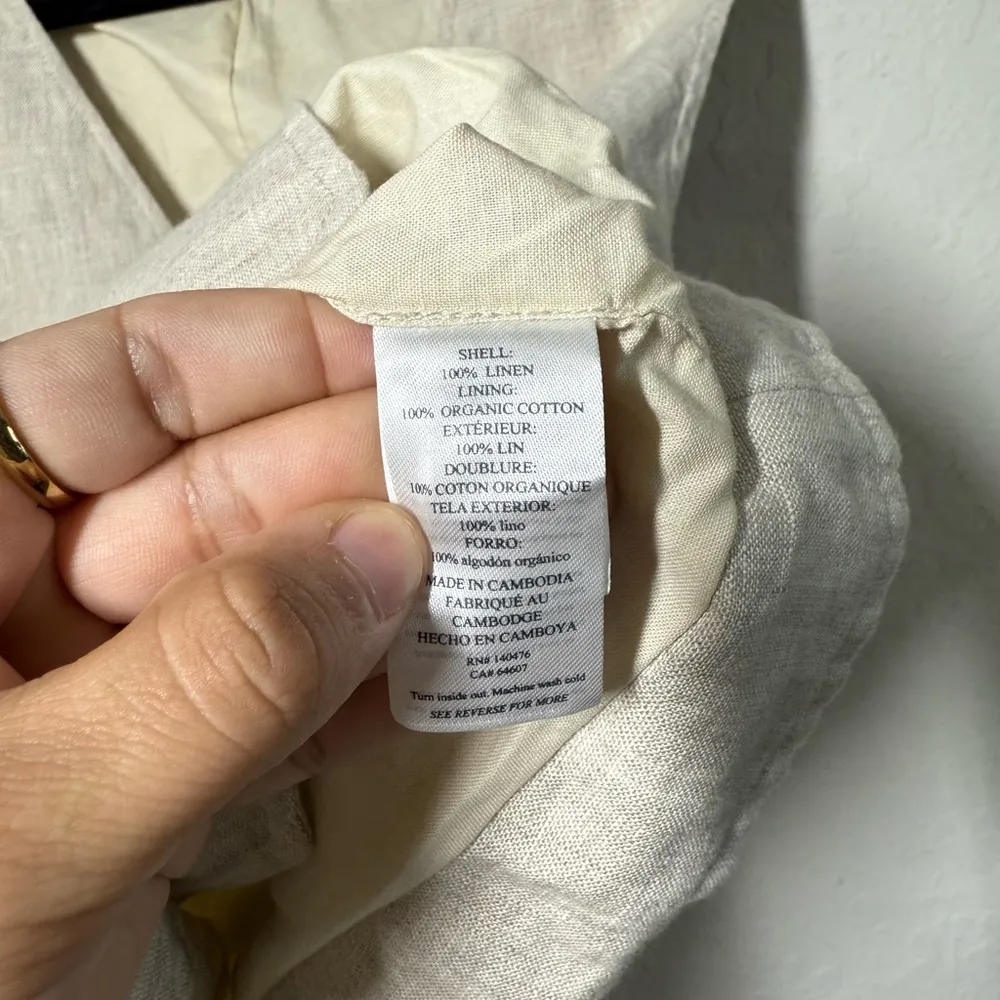 SHELL:
100% LINEN
LINING:
100% ORGANIC COTTON
EXTÉRIEUR:
100% LIN
DOUBLURE:
100% COTON ORGANIQUE
TELA EXTERIOR:
100% lino
FORRO:
100% algodón orgánico
MADE IN CAMBODIA
FABRIQUÉ AU
CAMBODGE
HECHO EN CAMBOYA
RN# 140476
CA# 64607
Turn inside out. Machine wash cold
SEE REVERSE FOR MORE